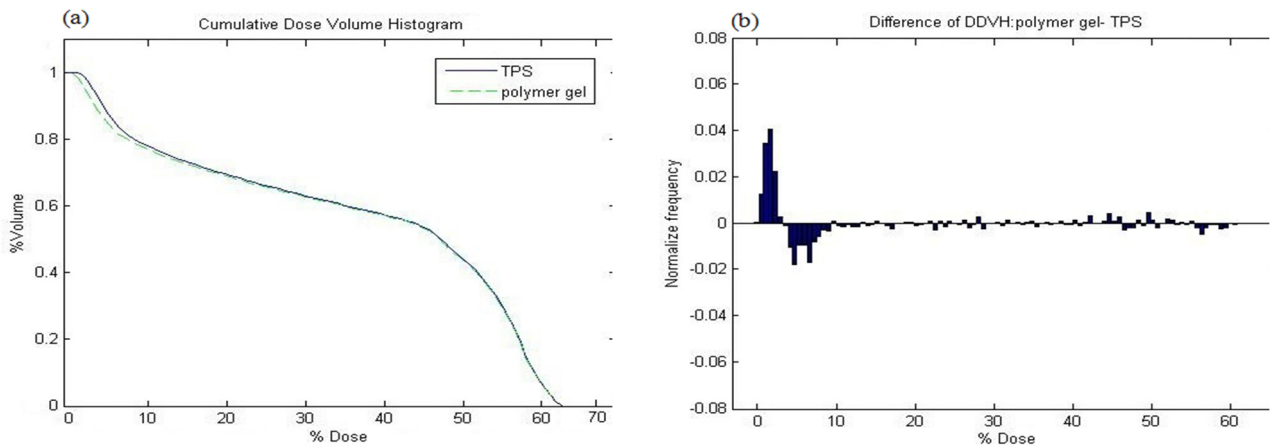 (a)
Cumulative Dose Volume Histogram
TPS
polymer gel
%Volume
1
0.8
0.6
0.4
0.2
0
0 10 20 30 40 50 60 70
% Dose
(b)
Difference of DDVH:polymer gel- TPS
Normalize frequency
0.08
0.06
0.04
0.02
0
-0.02
-0.04
-0.06
-0.08
0 10 20 30 40 50 60
% Dose